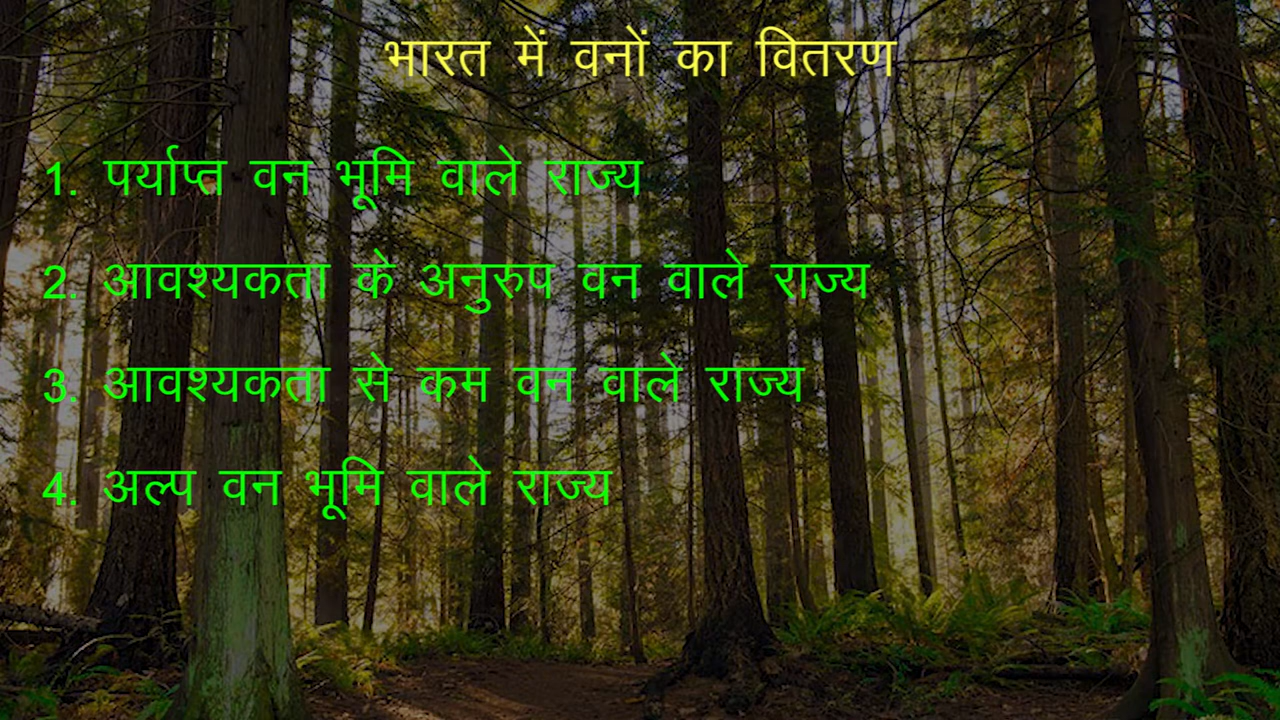 भारत में वनों का वितरण
1. पर्याप्त वन भूमि वाले राज्य
2. आवश्यकता के अनुरुप वन वाले राज्य
3. आवश्यकता से कम वन वाले राज्य
4. अल्प वन भूमि वाले राज्य